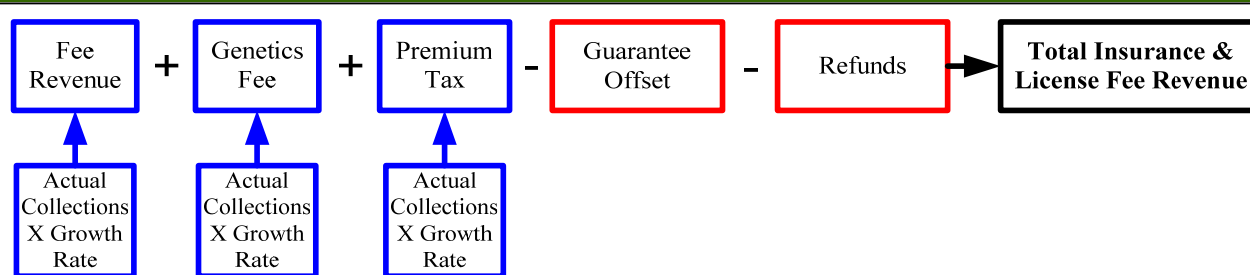 Fee
Revenue
+
Genetics
Fee
+
Premium
Tax
-
Guarantee
Offset
-
Refunds
Total Insurance &
License Fee Revenue
Actual
Collections
X Growth
Rate
Actual
Collections
X Growth
Rate
Actual
Collections
X Growth
Rate